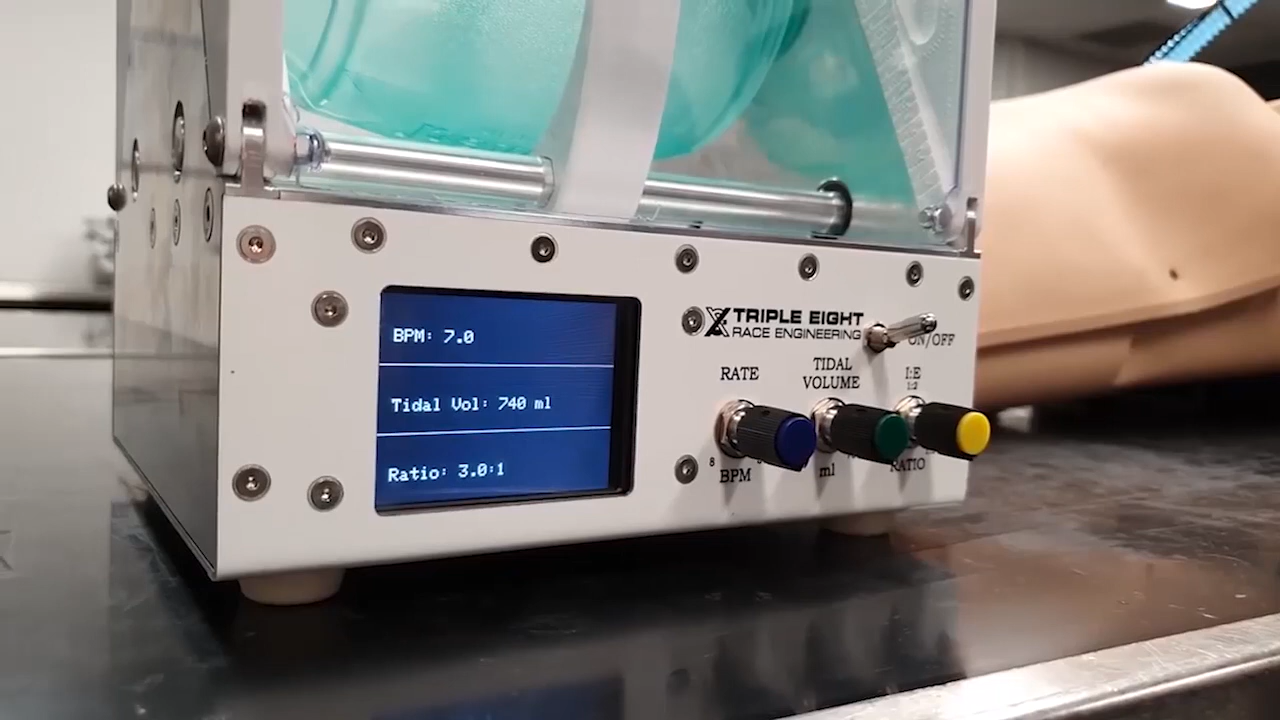 BPM: 7.0
Tidal Vol: 740 ml
Ratio: 3.0:1
TRIPLE EIGHT
RACE ENGINEERING
ON/OFF
RATE
TIDAL
VOLUME
I:E
1:2
8
BPM
ml
RATIO